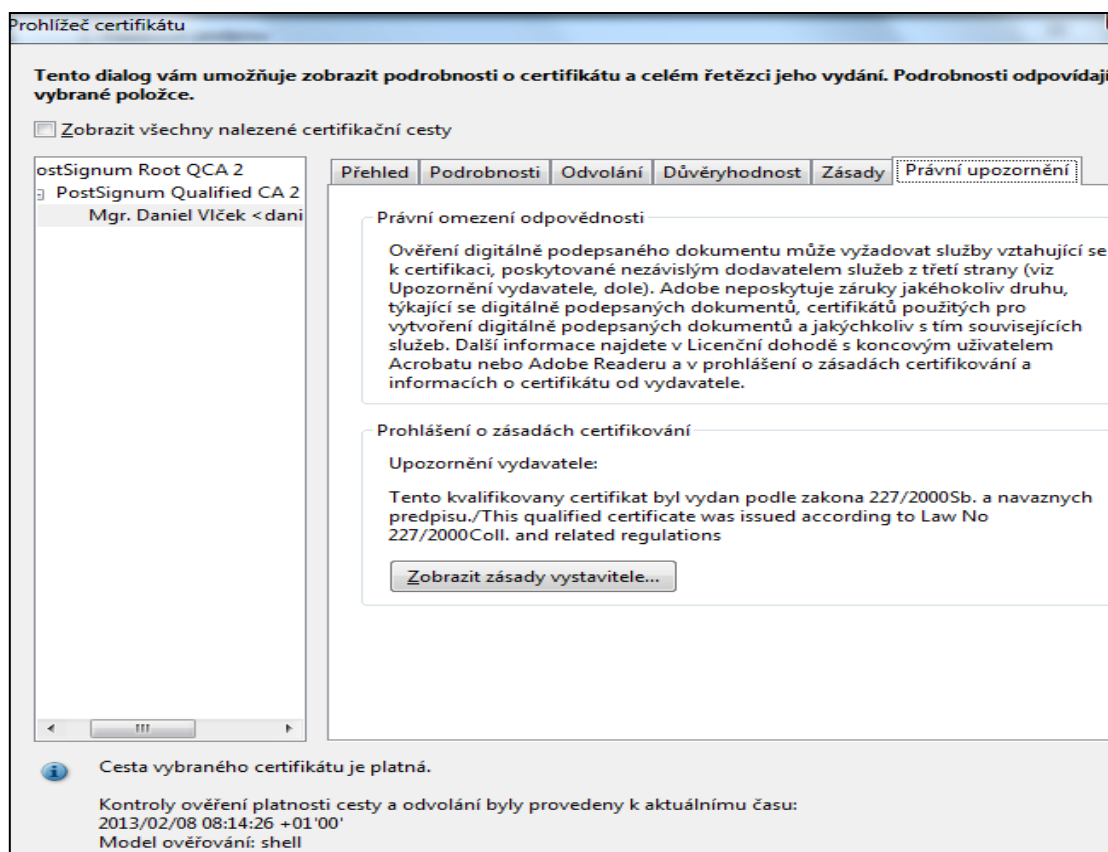 Prohlížeč certifikátu
Tento dialog vám umožňuje zobrazit podrobnosti o certifikátu a celém řetězci jeho vydání. Podrobnosti odpovídají
vybrané položce.
Zobrazit všechny nalezené certifikační cesty
ostSignum Root QCA 2
PostSignum Qualified CA 2
Mgr. Daniel Vlček <dani
Přehled Podrobnosti Odvolání Důvěryhodnost Zásady Právní upozornění
Právní omezení odpovědnosti
Ověření digitálně podepsaného dokumentu může vyžadovat služby vztahující se
k certifikaci, poskytované nezávislým dodavatelem služeb z třetí strany (viz
Upozornění vydavatele, dole). Adobe neposkytuje záruky jakéhokoliv druhu,
týkající se digitálně podepsaných dokumentů, certifikátů použitých pro
vytvoření digitálně podepsaných dokumentů a jakýchkoliv s tím souvisejících
služeb. Další informace najdete v Licenční dohodě s koncovým uživatelem
Acrobatu nebo Adobe Readeru a v prohlášení o zásadách certifikování a
informacích o certifikátu od vydavatele.
Prohlášení o zásadách certifikování
Upozornění vydavatele:
Tento kvalifikovany certifikat byl vydan podle zakona 227/2000Sb. a navaznych
predpisu./This qualified certificate was issued according to Law No
227/2000Coll. and related regulations
Zobrazit zásady vystavitele...
Cesta vybraného certifikátu je platná.
Kontroly ověření platnosti cesty a odvolání byly provedeny k aktuálnímu času:
2013/02/08 08:14:26 +01'00'
Model ověřování: shell